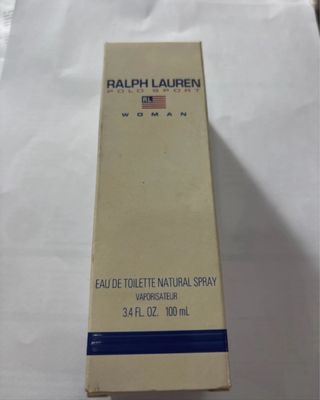 RALPH LAUREN
POLO SPORT
RL
WOMAN
EAU DE TOILETTE NATURAL SPRAY
VAPORISATEUR
3.4 FL. OZ. 100 mL